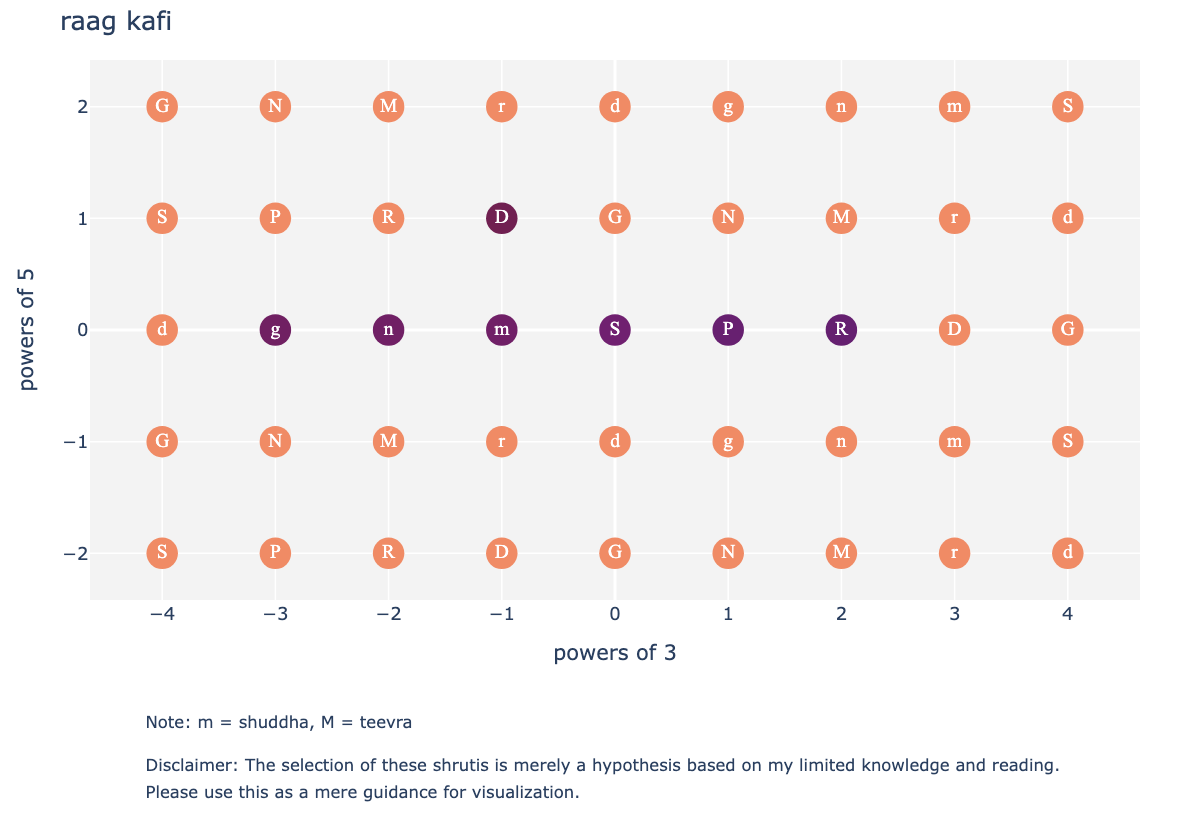 raag kafi
2 G N M r d g n m S
1 S P R D G N M r d
0 d g n m S P R D G
−1 G N M r d g n m S
−2 S P R D G N M r d
powers of 5
−4 −3 −2 −1 0 1 2 3 4
powers of 3
Note: m = shuddha, M = teevra
Disclaimer: The selection of these shrutis is merely a hypothesis based on my limited knowledge and reading.
Please use this as a mere guidance for visualization.